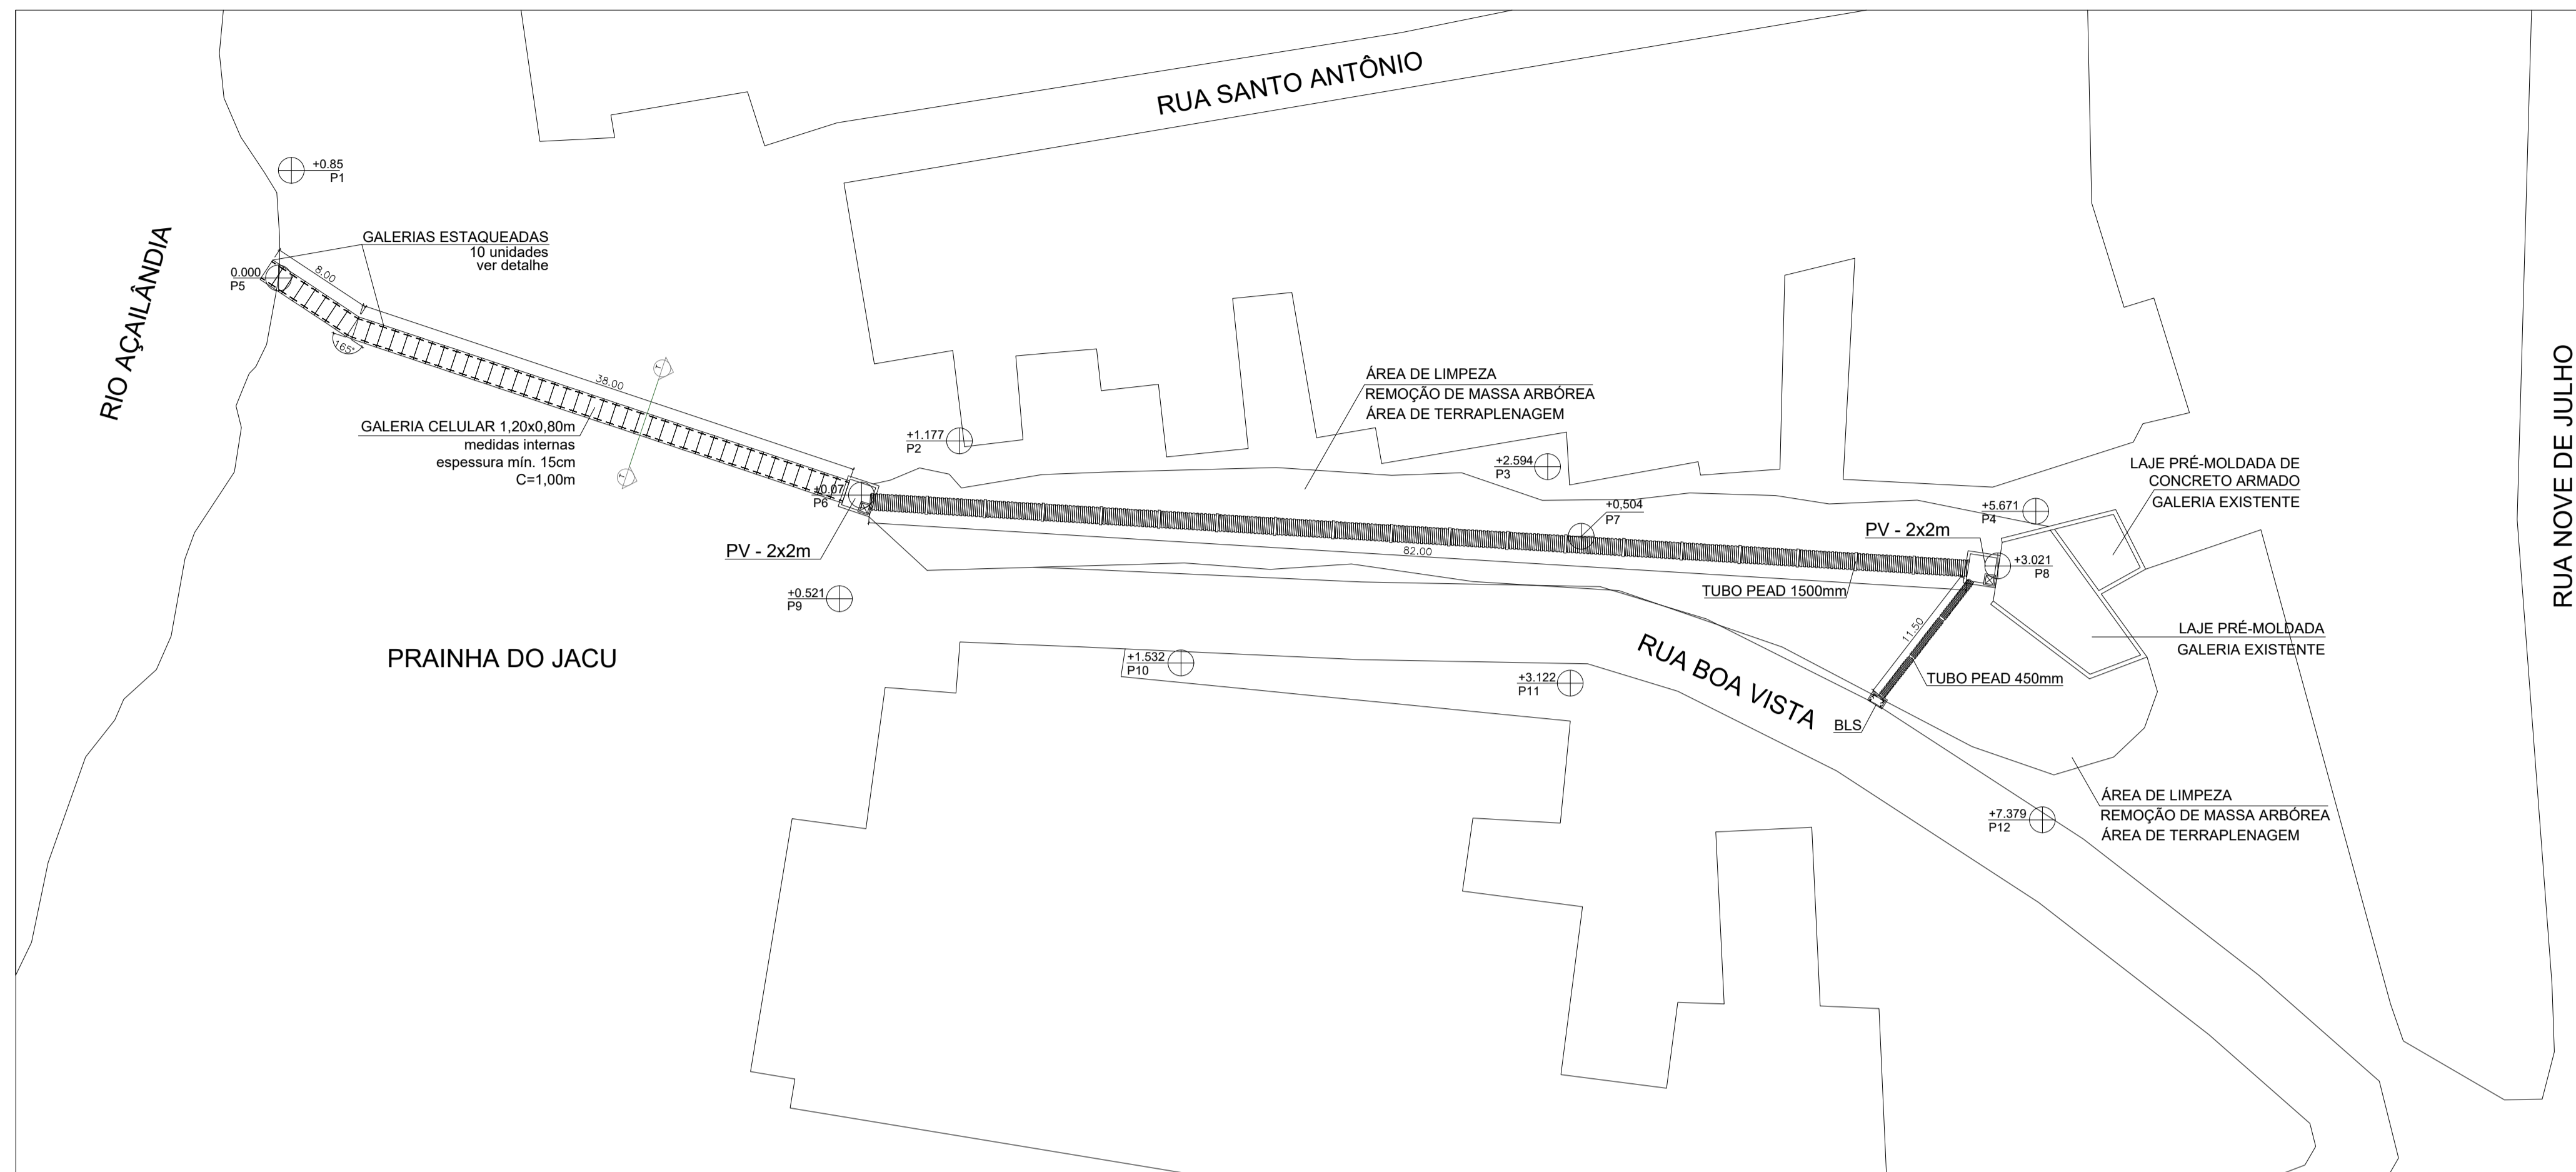 RUA SANTO ANTÔNIO
+0.85
P1
RIO AÇAILÂNDIA
GALERIAS ESTAQUEADAS
10 unidades
ver detalhe
0.000
P5
8.00
165°
38.00
GALERIA CELULAR 1,20x0,80m
medidas internas
espessura mín. 15cm
C=1,00m
ÁREA DE LIMPEZA
REMOÇÃO DE MASSA ARBÓREA
ÁREA DE TERRAPLENAGEM
+1.177
P2
+2.594
P3
+0.07
P6
+0,504
P7
+5.671
P4
PV - 2x2m
PV - 2x2m
LAJE PRÉ-MOLDADA DE
CONCRETO ARMADO
GALERIA EXISTENTE
RUA NOVE DE JULHO
82.00
+3.021
P8
TUBO PEAD 1500mm
+0.521
P9
PRAINHA DO JACU
+1.532
P10
+3.122
P11
RUA BOA VISTA
11.50
LAJE PRÉ-MOLDADA
GALERIA EXISTENTE
TUBO PEAD 450mm
BLS
ÁREA DE LIMPEZA
REMOÇÃO DE MASSA ARBÓREA
ÁREA DE TERRAPLENAGEM
+7.379
P12